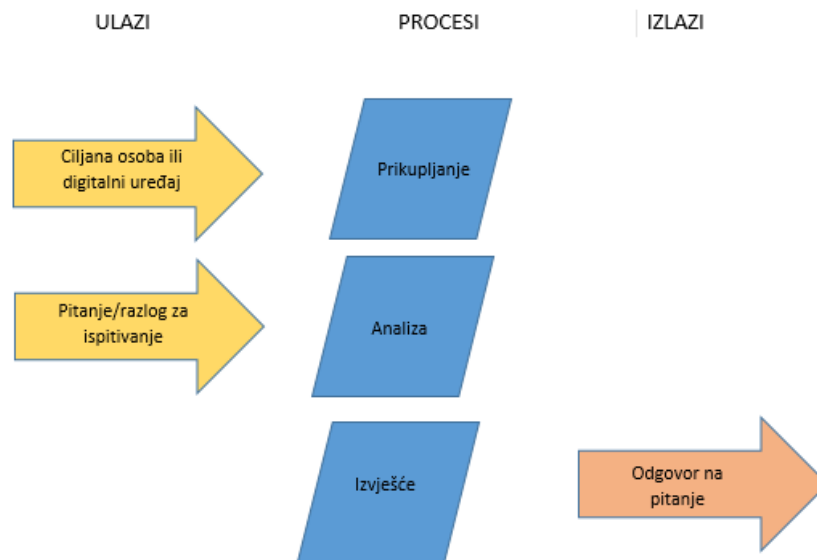 ULAZI
PROCESI
IZLAZI
Ciljana osoba ili
digitalni uređaj
Prikupljanje
Pitanje/razlog za
ispitivanje
Analiza
Izvješće
Odgovor na
pitanje